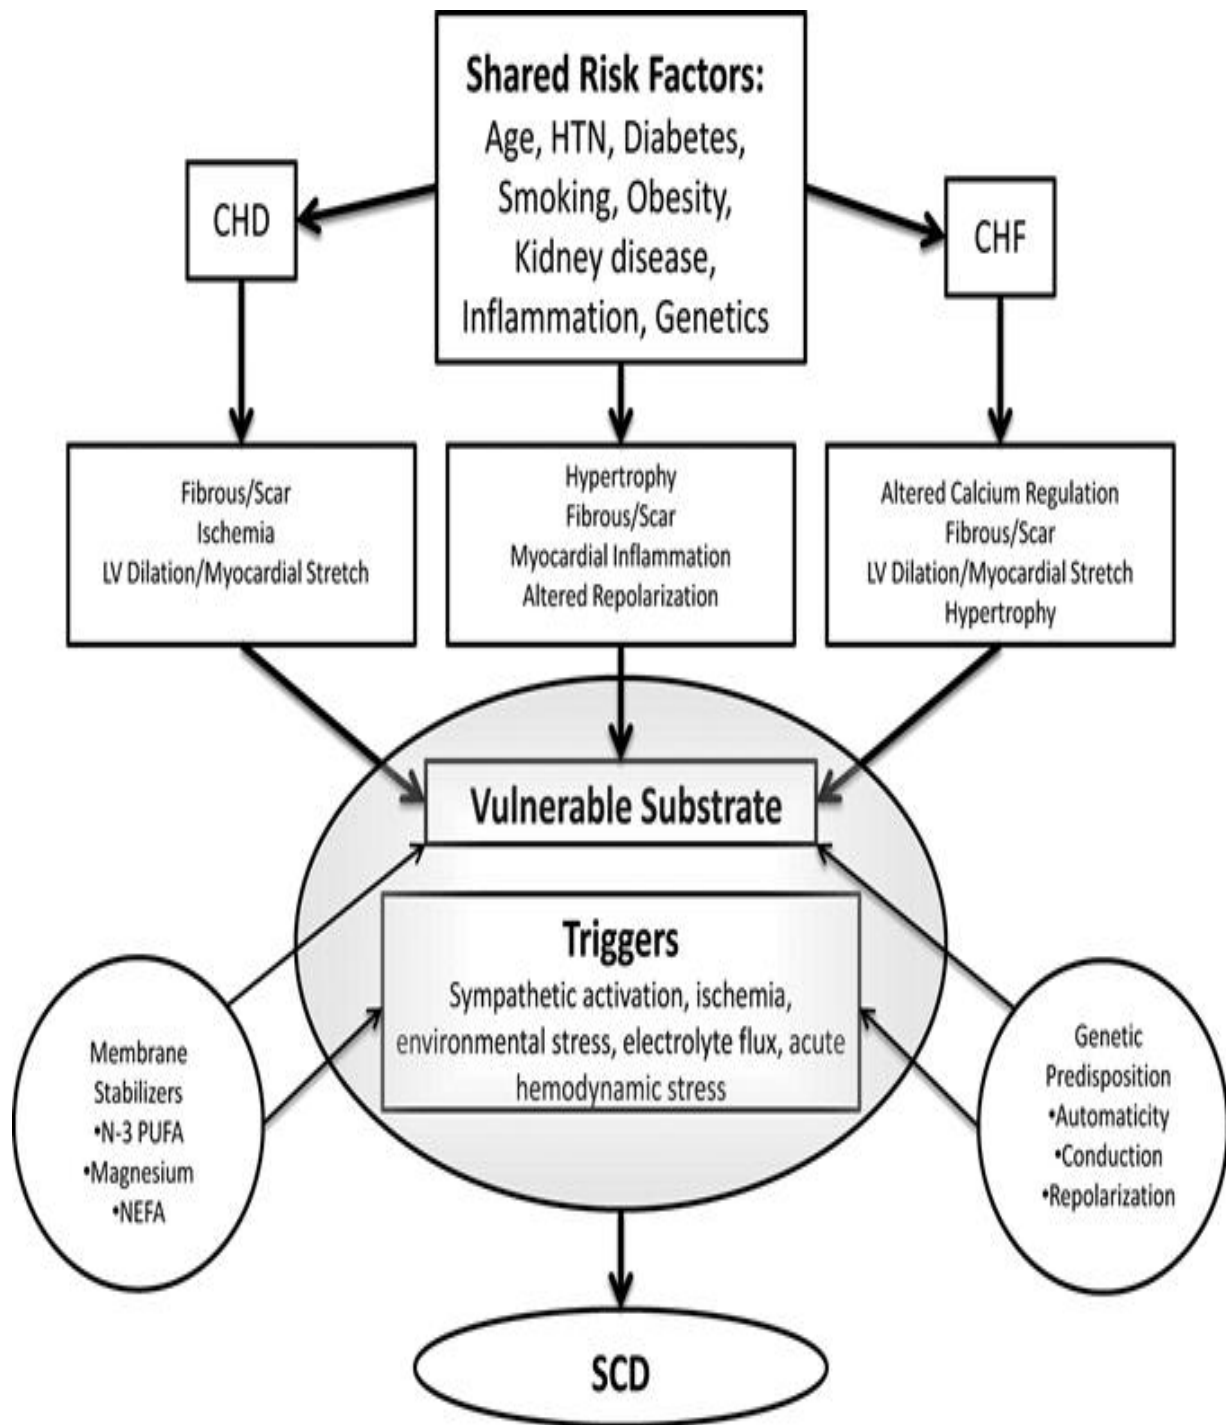 Shared Risk Factors:
Age, HTN, Diabetes,
Smoking, Obesity,
Kidney disease,
Inflammation, Genetics
CHD
CHF
Fibrous/Scar
Ischemia
LV Dilation/Myocardial Stretch
Hypertrophy
Fibrous/Scar
Myocardial Inflammation
Altered Repolarization
Altered Calcium Regulation
Fibrous/Scar
LV Dilation/Myocardial Stretch
Hypertrophy
Vulnerable Substrate
Triggers
Sympathetic activation, ischemia,
environmental stress, electrolyte flux, acute
hemodynamic stress
Membrane
Stabilizers
•N-3 PUFA
•Magnesium
•NEFA
Genetic
Predisposition
•Automaticity
•Conduction
•Repolarization
SCD